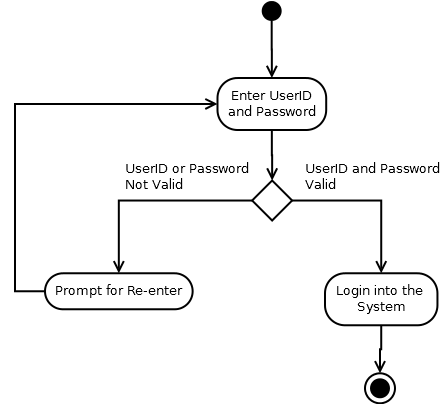 Enter UserID
and Password
UserID or Password
Not Valid
UserID and Password
Valid
Prompt for Re-enter
Login into the
System